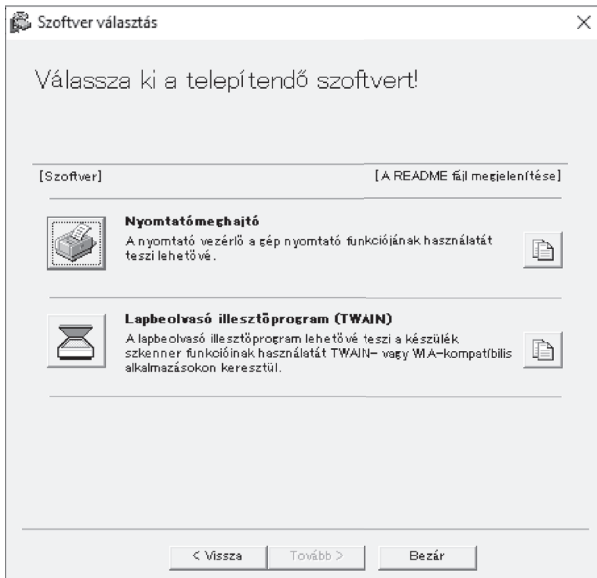 Szoftver választás
Válassza ki a telepítendő szoftvert!
[Szoftver] [A README fájl megjelenítése]
Nyomtatómeghajtó
A nyomtató vezérlő a gép nyomtató funkciójának használatát
teszi lehetővé.
Lapbeolvasó illesztőprogram (TWAIN)
A lapbeolvasó illesztőprogram lehetővé teszi a készülék
szkenner funkcióinak használatát TWAIN- vagy WIA-kompatíbilis
alkalmazásokon keresztül.
< Vissza Tovább > Bezár